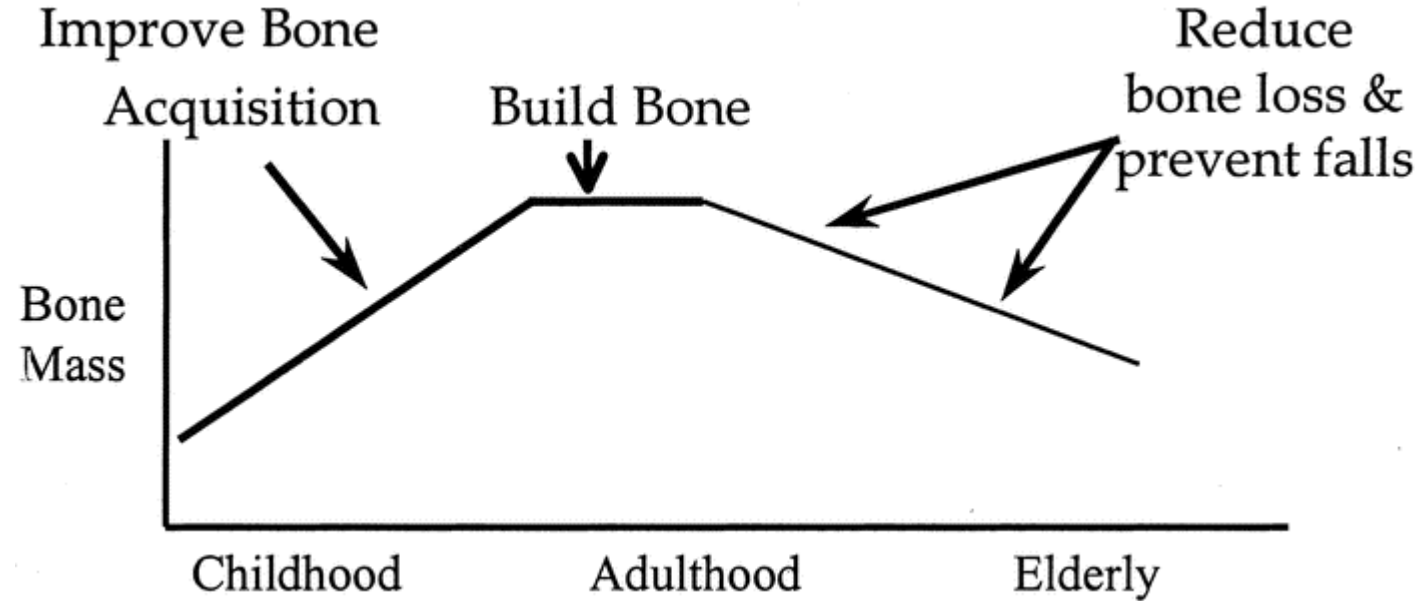 Improve Bone
Acquisition
Build Bone
Reduce
bone loss &
prevent falls
Bone
Mass
Childhood
Adulthood
Elderly